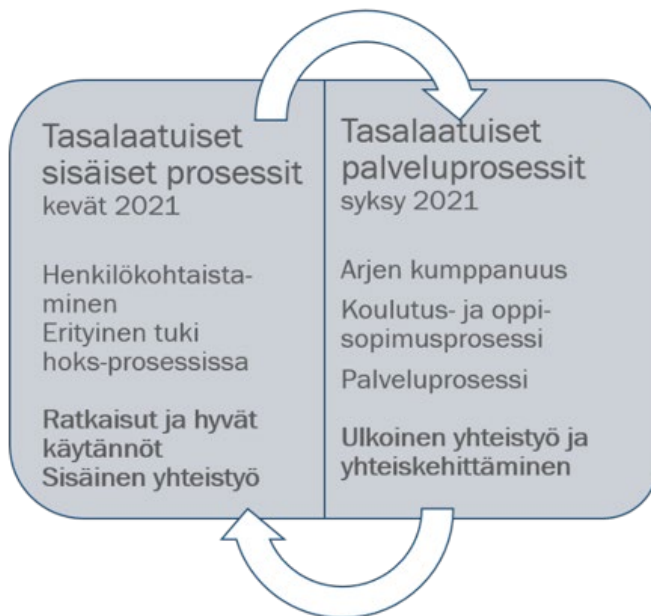 Tasalaatuiset
sisäiset prosessit
kevät 2021
Henkilökohtaista-
minen
Erityinen tuki
hoks-prosessissa
Ratkaisut ja hyvät
käytännöt
Sisäinen yhteistyö
Tasalaatuiset
palveluprosessit
syksy 2021
Arjen kumppanuus
Koulutus- ja oppi-
sopimusprosessi
Palveluprosessi
Ulkoinen yhteistyö ja
yhteiskehittäminen